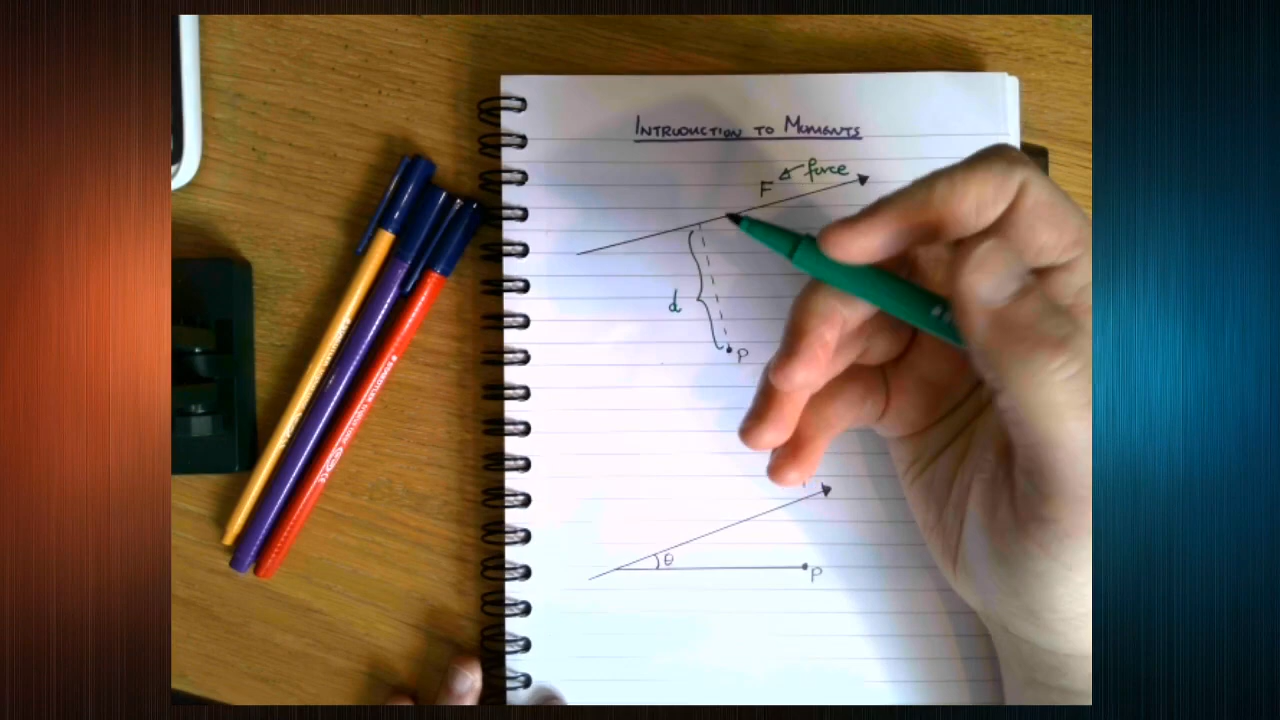 INTRODUCTION TO MOMENTS
F force
d
P
θ
P